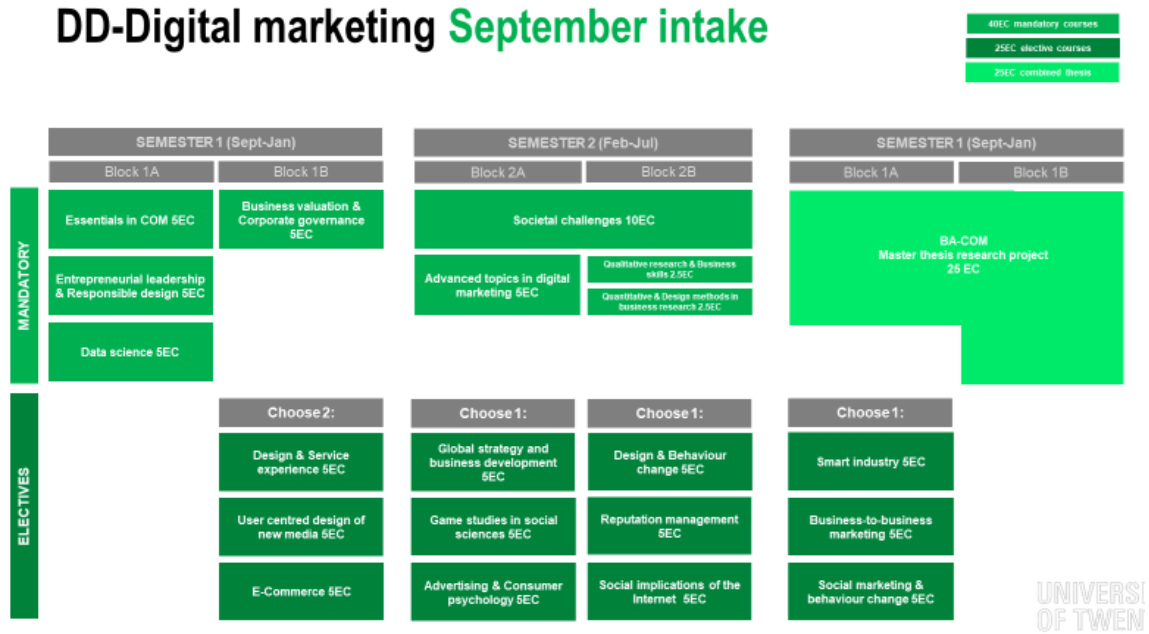 DD-Digital marketing September intake
40EC mandatory courses
25EC elective courses
25EC combined thesis
SEMESTER 1 (Sept-Jan)
SEMESTER 2 (Feb-Jul)
SEMESTER 1 (Sept-Jan)
Block 1A
Block 1B
Block 2A
Block 2B
Block 1A
Block 1B
MANDATORY
Essentials in COM 5EC
Business valuation &
Corporate governance
5EC
Societal challenges 10EC
BA-COM
Master thesis research project
25 EC
Entrepreneurial leadership
& Responsible design 5EC
Advanced topics in digital
marketing 5EC
Qualitative research & Business
skills 2.5EC
Quantitative & Design methods in
business research 2.5EC
Data science 5EC
ELECTIVES
Choose 2:
Choose 1:
Choose 1:
Choose 1:
Design & Service
experience 5EC
Global strategy and
business development
5EC
Design & Behaviour
change 5EC
Smart industry 5EC
User centred design of
new media 5EC
Game studies in social
sciences 5EC
Reputation management
5EC
Business-to-business
marketing 5EC
E-Commerce 5EC
Advertising & Consumer
psychology 5EC
Social implications of the
Internet 5EC
Social marketing &
behaviour change 5EC
UNIVERSI
OF TWEN